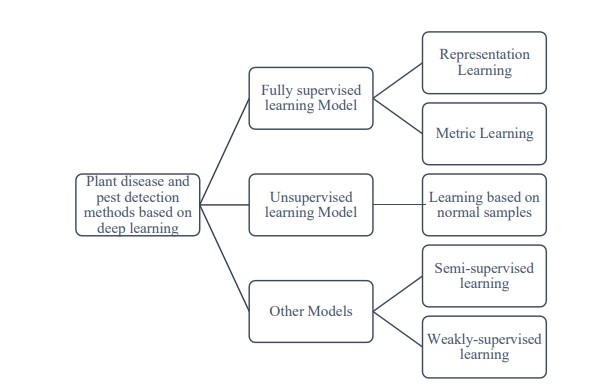 Plant disease and
pest detection
methods based on
deep learning
Fully supervised
learning Model
Unsupervised
learning Model
Other Models
Representation
Learning
Metric Learning
Learning based on
normal samples
Semi-supervised
learning
Weakly-supervised
learning